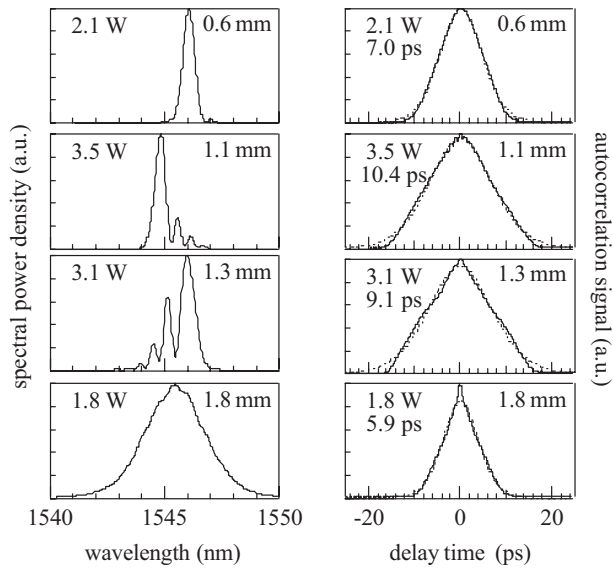 2.1 W 0.6 mm
2.1 W 0.6 mm
7.0 ps
3.5 W 1.1 mm
3.5 W 1.1 mm
10.4 ps
3.1 W 1.3 mm
3.1 W 1.3 mm
9.1 ps
1.8 W 1.8 mm
1.8 W 1.8 mm
5.9 ps
spectral power density (a.u.)
autocorrelation signal (a.u.)
1540 1545 1550
-20 0 20
wavelength (nm)
delay time (ps)